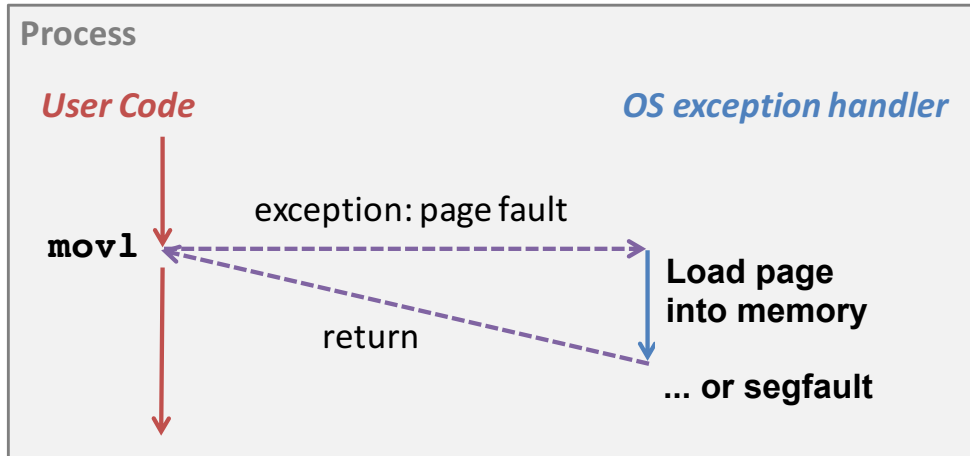 Process
User Code
OS exception handler
exception: page fault
movl
Load page
into memory
return
... or segfault